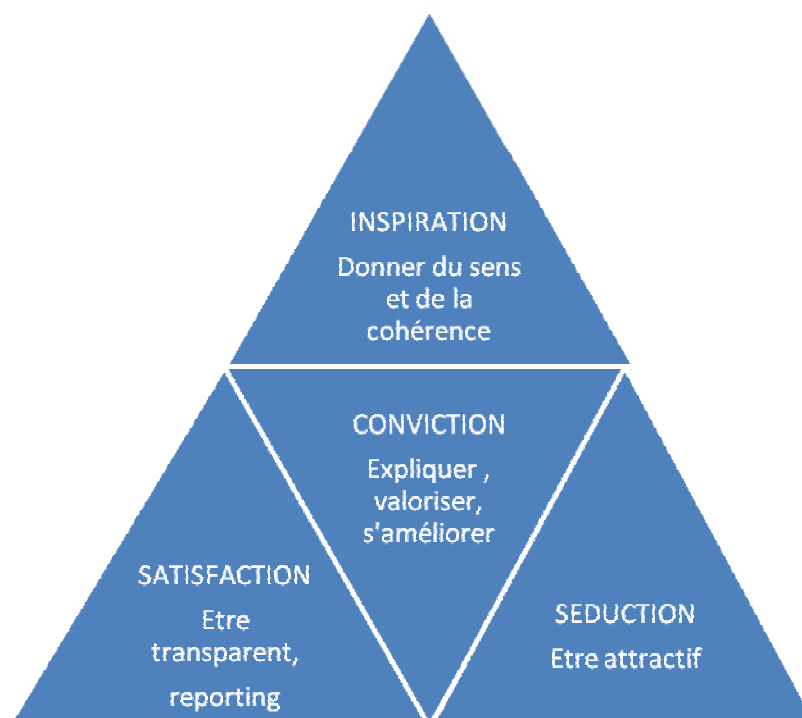 INSPIRATION
Donner du sens
et de la
cohérence
CONVICTION
Expliquer ,
valoriser,
s'améliorer
SATISFACTION
Etre
transparent,
reporting
SEDUCTION
Etre attractif